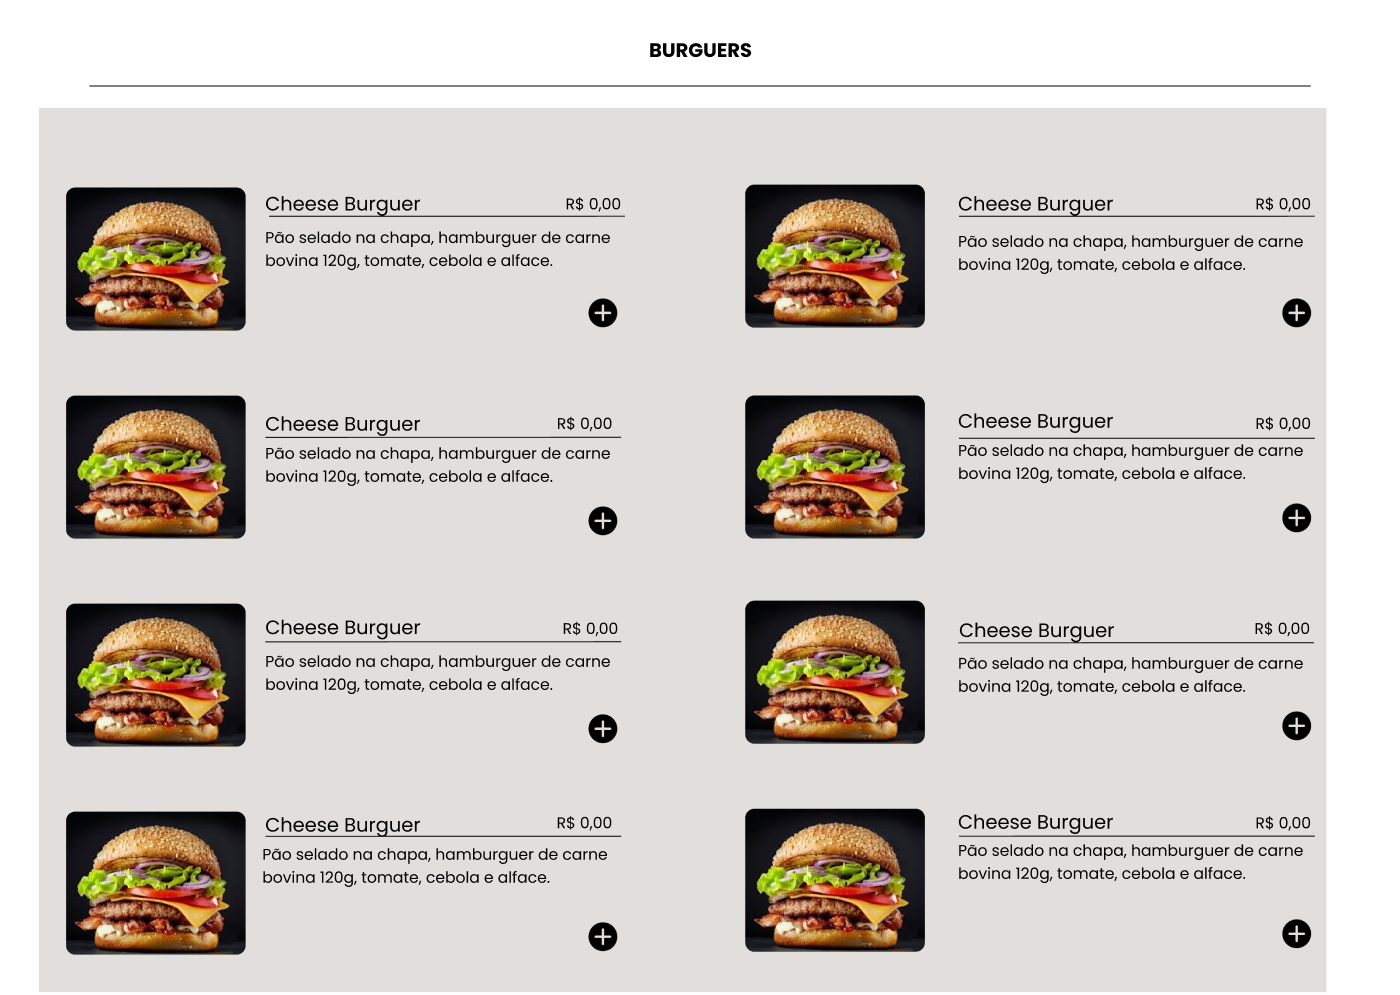 BURGUERS
Cheese Burguer R$ 0,00
Pão selado na chapa, hamburguer de carne
bovina 120g, tomate, cebola e alface.
Cheese Burguer R$ 0,00
Pão selado na chapa, hamburguer de carne
bovina 120g, tomate, cebola e alface.
Cheese Burguer R$ 0,00
Pão selado na chapa, hamburguer de carne
bovina 120g, tomate, cebola e alface.
Cheese Burguer R$ 0,00
Pão selado na chapa, hamburguer de carne
bovina 120g, tomate, cebola e alface.
Cheese Burguer R$ 0,00
Pão selado na chapa, hamburguer de carne
bovina 120g, tomate, cebola e alface.
Cheese Burguer R$ 0,00
Pão selado na chapa, hamburguer de carne
bovina 120g, tomate, cebola e alface.
Cheese Burguer R$ 0,00
Pão selado na chapa, hamburguer de carne
bovina 120g, tomate, cebola e alface.
Cheese Burguer R$ 0,00
Pão selado na chapa, hamburguer de carne
bovina 120g, tomate, cebola e alface.